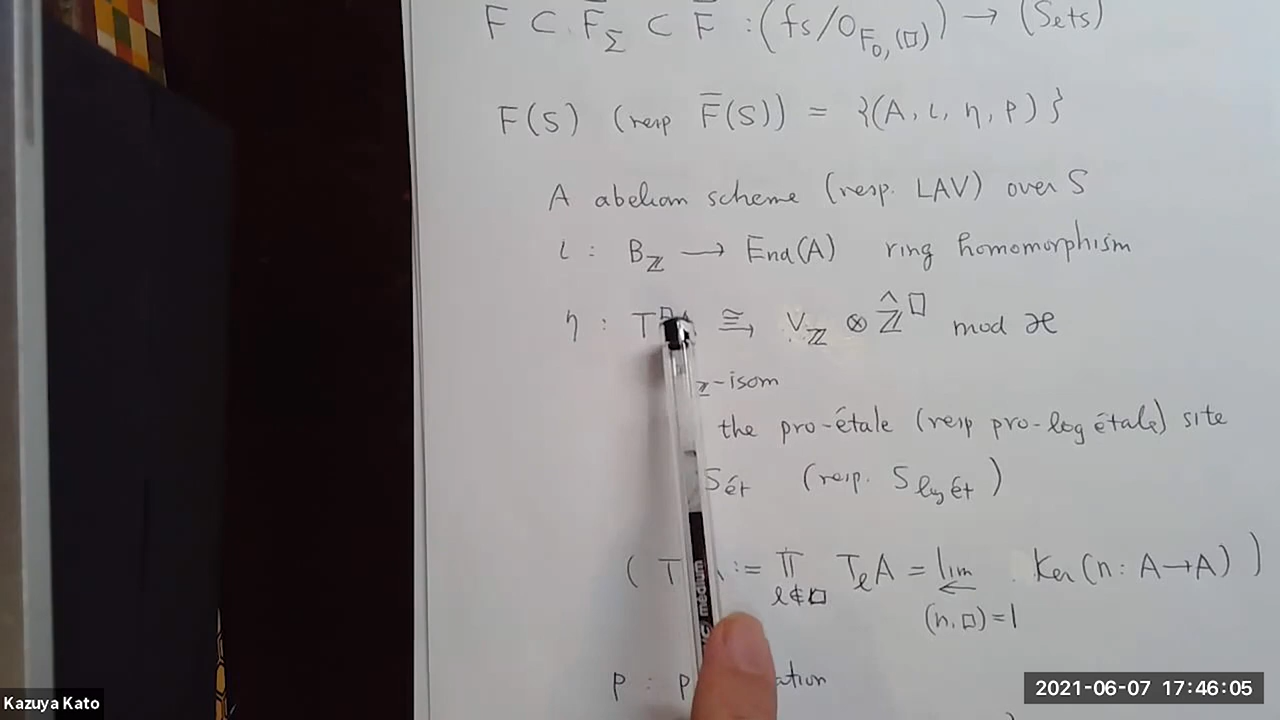 F ⊂ F̄_Σ ⊂ F̄ : (fs/O_{F_0,(□)}) → (Sets)
F(S) (resp F̄(S)) = {(A, ι, η, p)}
A abelian scheme (resp. LAV) over S
ι : B_ℤ → End(A) ring homomorphism
η : T ≅→ V_ℤ ⊗ Ẑ^□ mod ϰ
-isom
the pro-étale (resp pro-log étale) site
S_ét (resp. S_log ét)
( T := ∏_{ℓ∉□} T_ℓ A = lim_← Ker(n : A → A) )
(n, □) = 1
p : p
medium
Kazuya Kato
2021-06-07 17:46:05